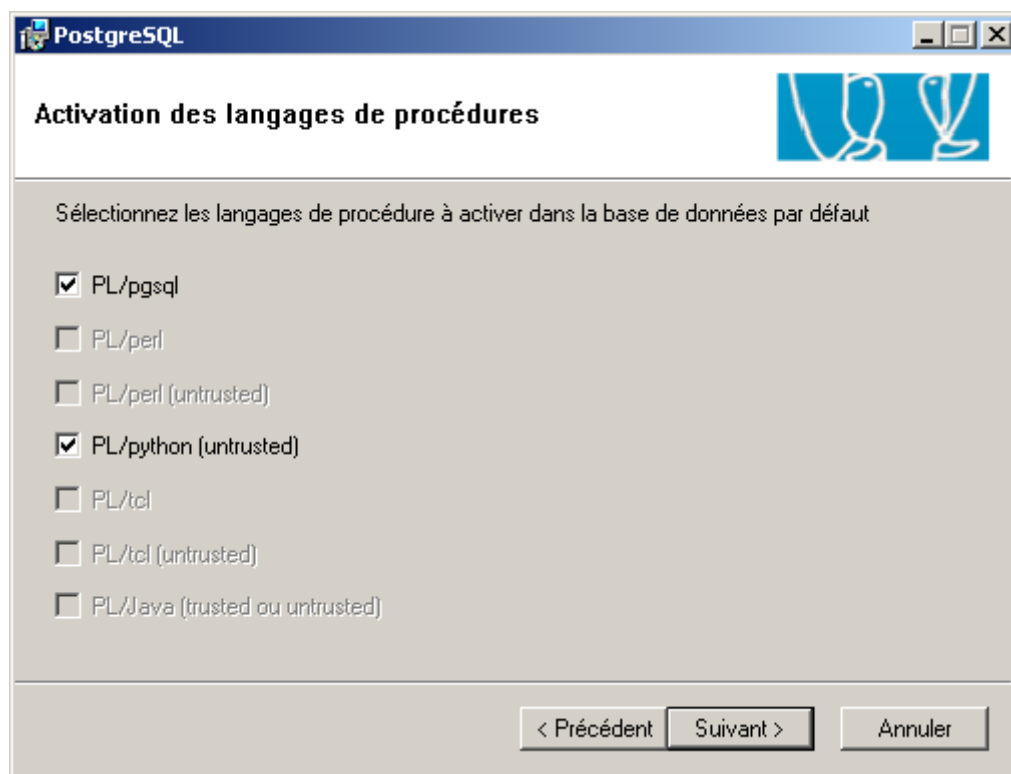 PostgreSQL
Activation des langages de procédures
Sélectionnez les langages de procédure à activer dans la base de données par défaut
PL/pgsql
PL/perl
PL/perl (untrusted)
PL/python (untrusted)
PL/tcl
PL/tcl (untrusted)
PL/Java (trusted ou untrusted)
< Précédent Suivant > Annuler